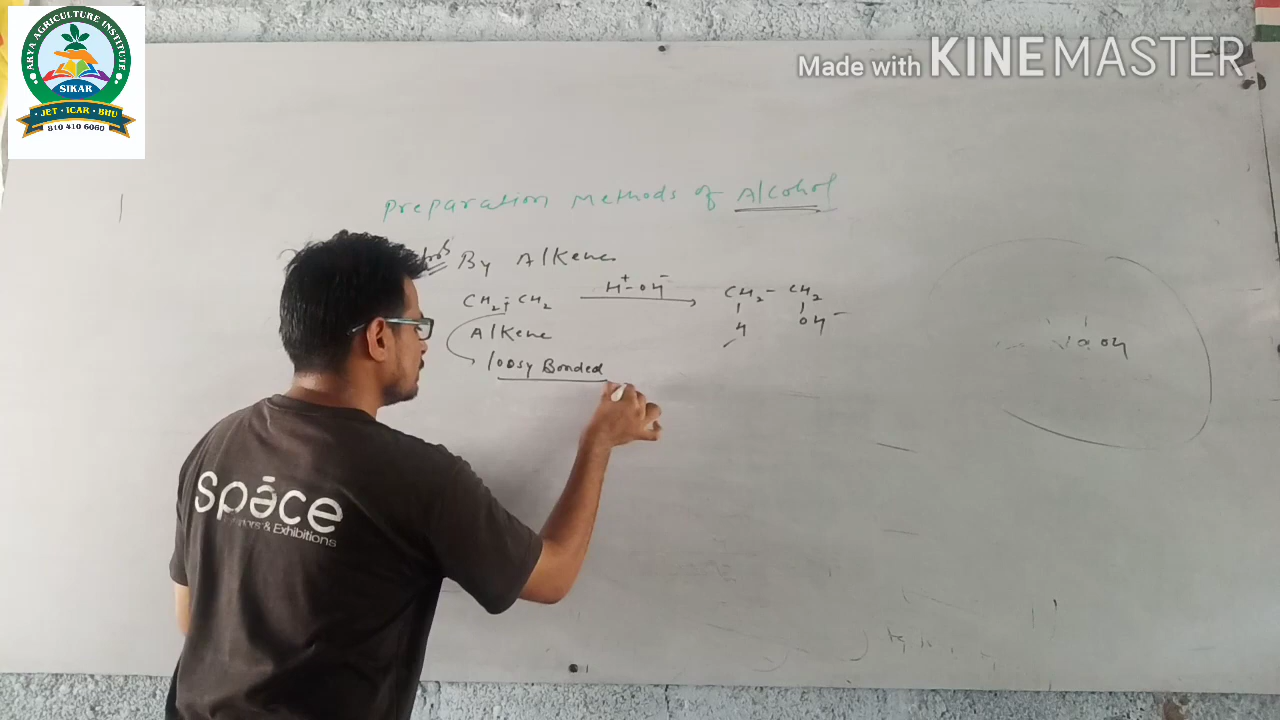 ARYA AGRICULTURE INSTITUTE
SIKAR
· JET · ICAR · BHU ·
810 410 6060
Made with KINEMASTER
Preparation Methods of Alcohol
By Alkene
CH2 = CH2 H+-OH- CH2 - CH2
H OH
Alkene
loosy Bonded
space
& Exhibitions